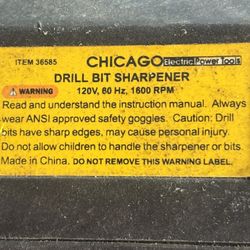 ITEM 36585 CHICAGO Electric Power Tools
DRILL BIT SHARPENER
WARNING 120V, 60 Hz, 1600 RPM
Read and understand the instruction manual. Always
wear ANSI approved safety goggles. Caution: Drill
bits have sharp edges, may cause personal injury.
Do not allow children to handle the sharpener or bits.
Made in China. DO NOT REMOVE THIS WARNING LABEL.